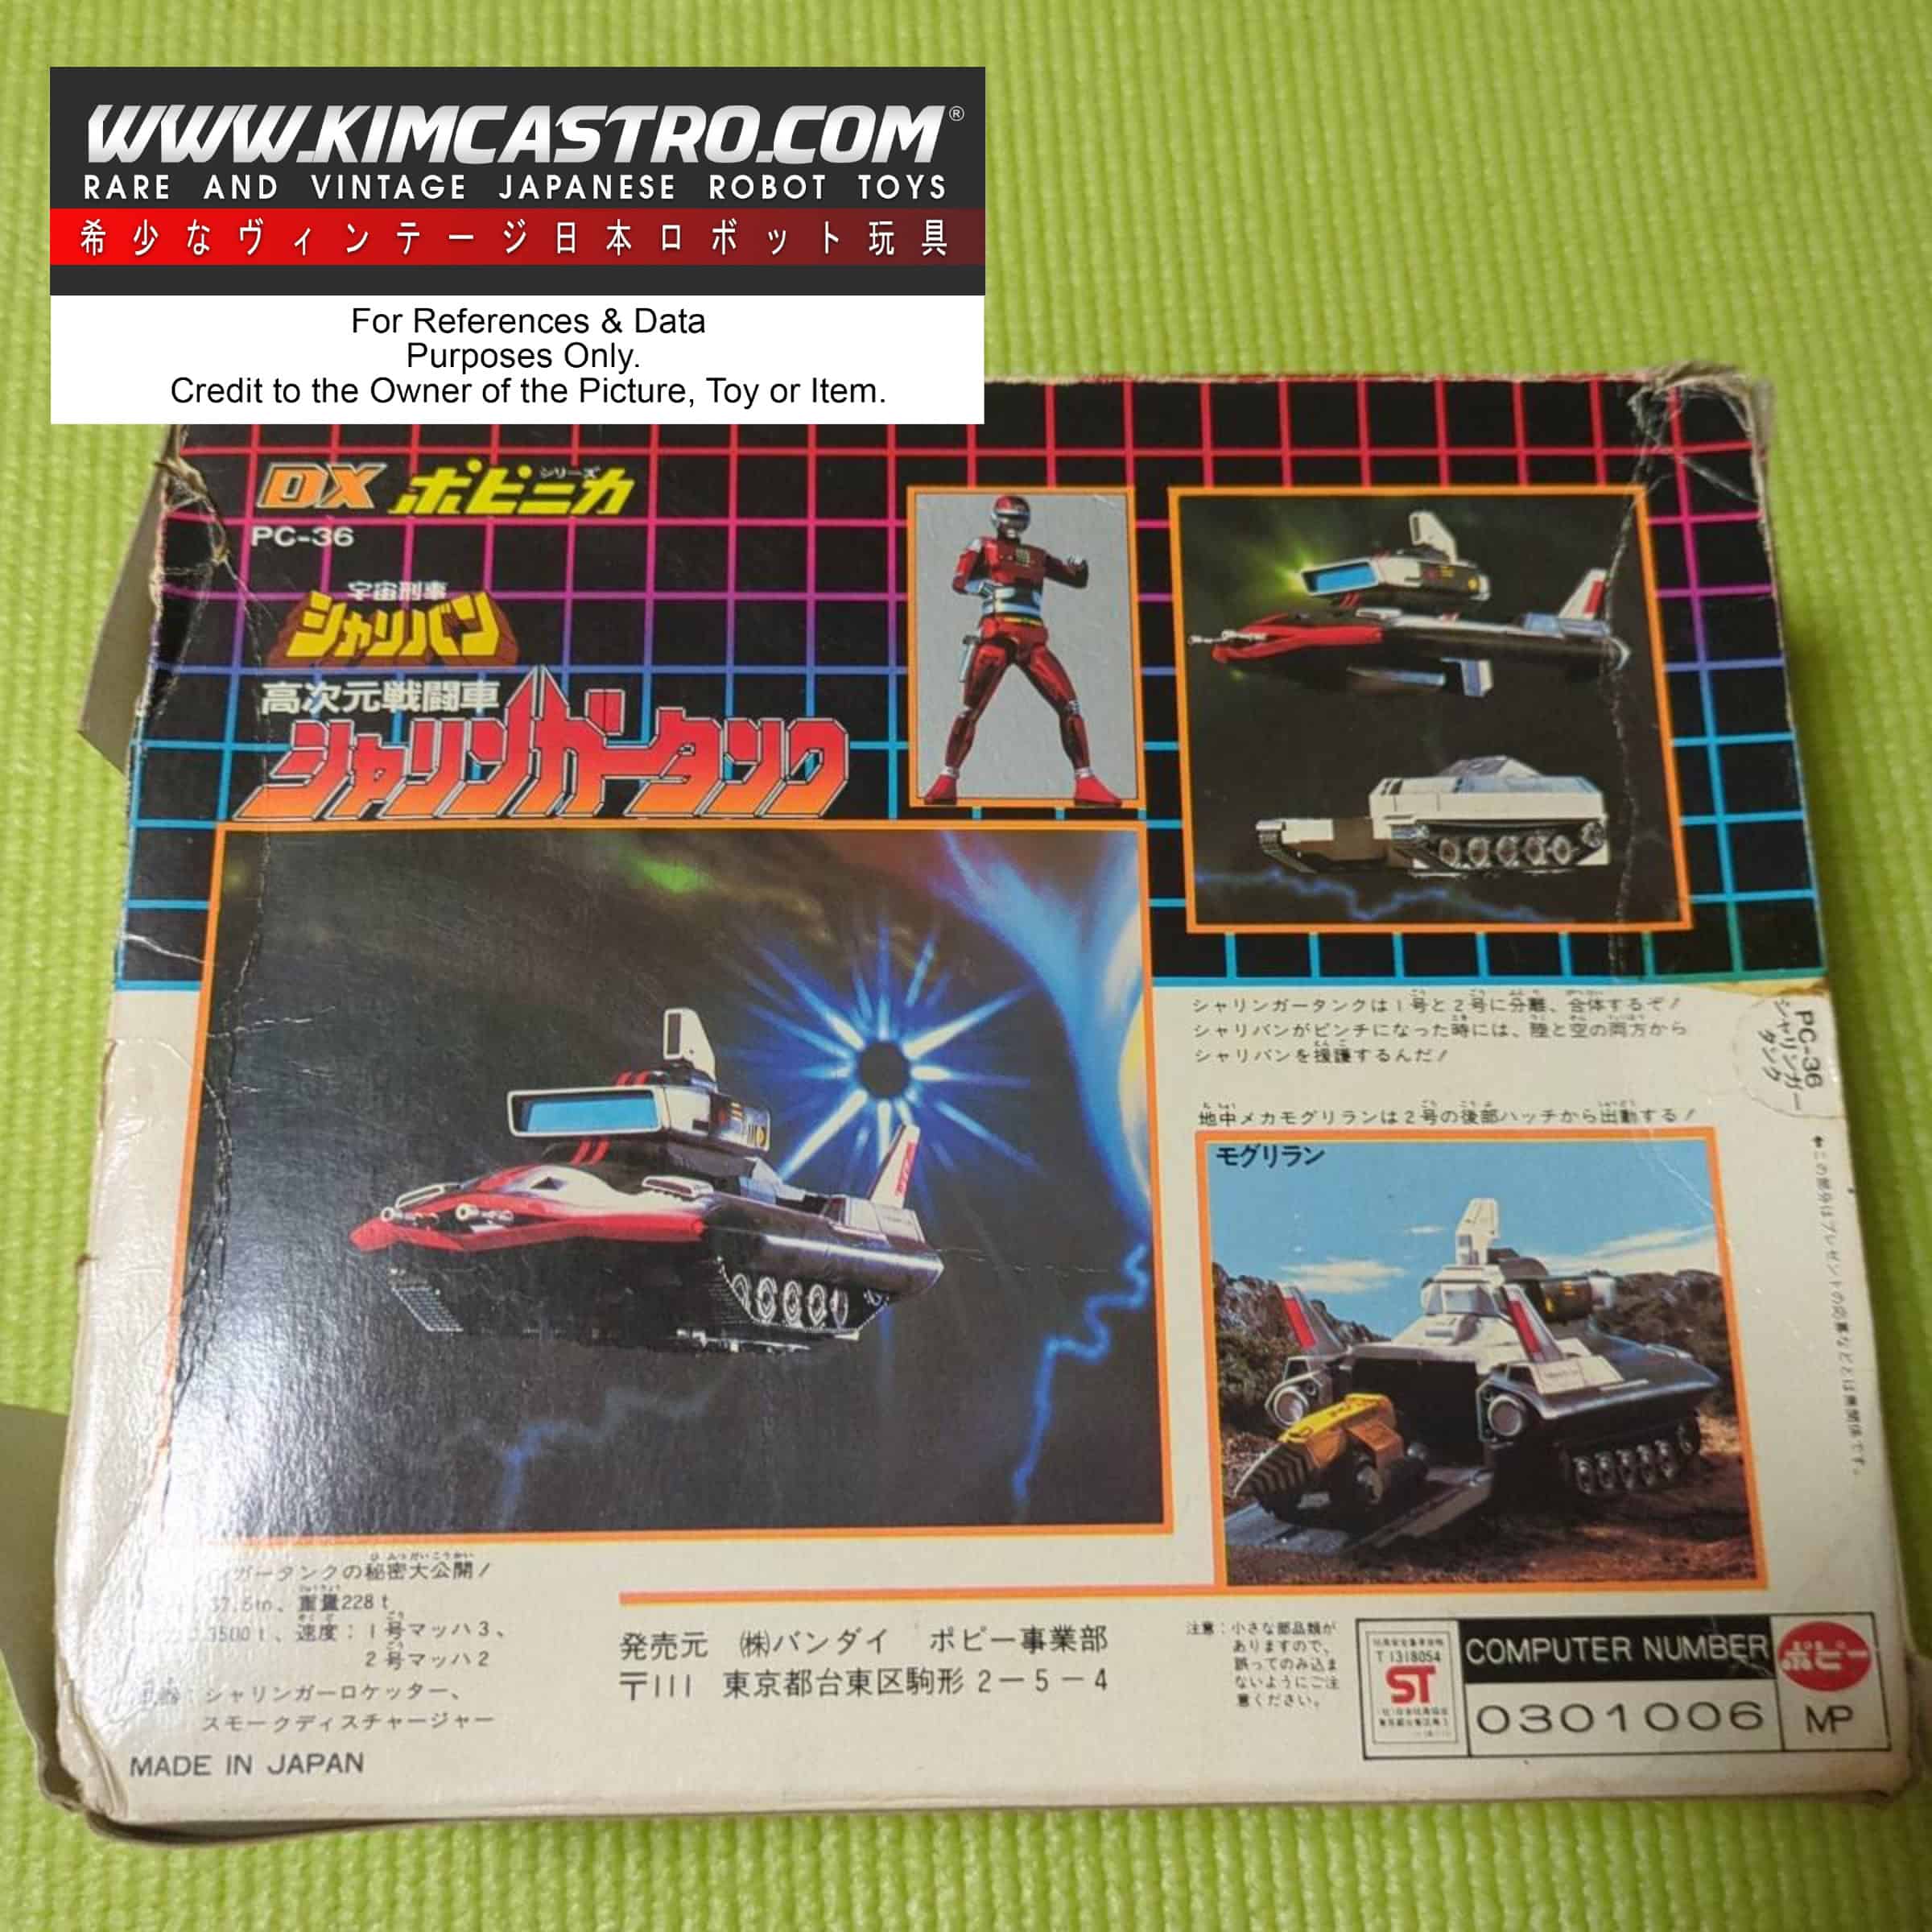 WWW.KIMCASTRO.COM®
RARE AND VINTAGE JAPANESE ROBOT TOYS
希少なヴィンテージ日本ロボット玩具
For References & Data
Purposes Only.
Credit to the Owner of the Picture, Toy or Item.
DX ポピニカ シリーズ
PC-36
宇宙刑事
シャリバン
高次元戦闘車
シャリンガータンク
シャリンガータンクは1号と2号に分離、合体するぞ!
シャリバンがピンチになった時には、陸と空の両方から
シャリバンを援護するんだ!
地中メカモグリランは2号の後部ハッチから出動する!
モグリラン
PC-36
シャリンガー
タンク
ガータンクの秘密大公開!
37.5m、重量228t
3500t、速度:1号マッハ3、
2号マッハ2
シャリンガーロケッター、
スモークディスチャージャー
MADE IN JAPAN
発売元 (株)バンダイ ポピー事業部
〒111 東京都台東区駒形2-5-4
注意:小さな部品類が
ありますので、
誤ってのみ込ま
ないようにご注
意ください。
T1318054
ST
COMPUTER NUMBER
0301006
ポピー
MP